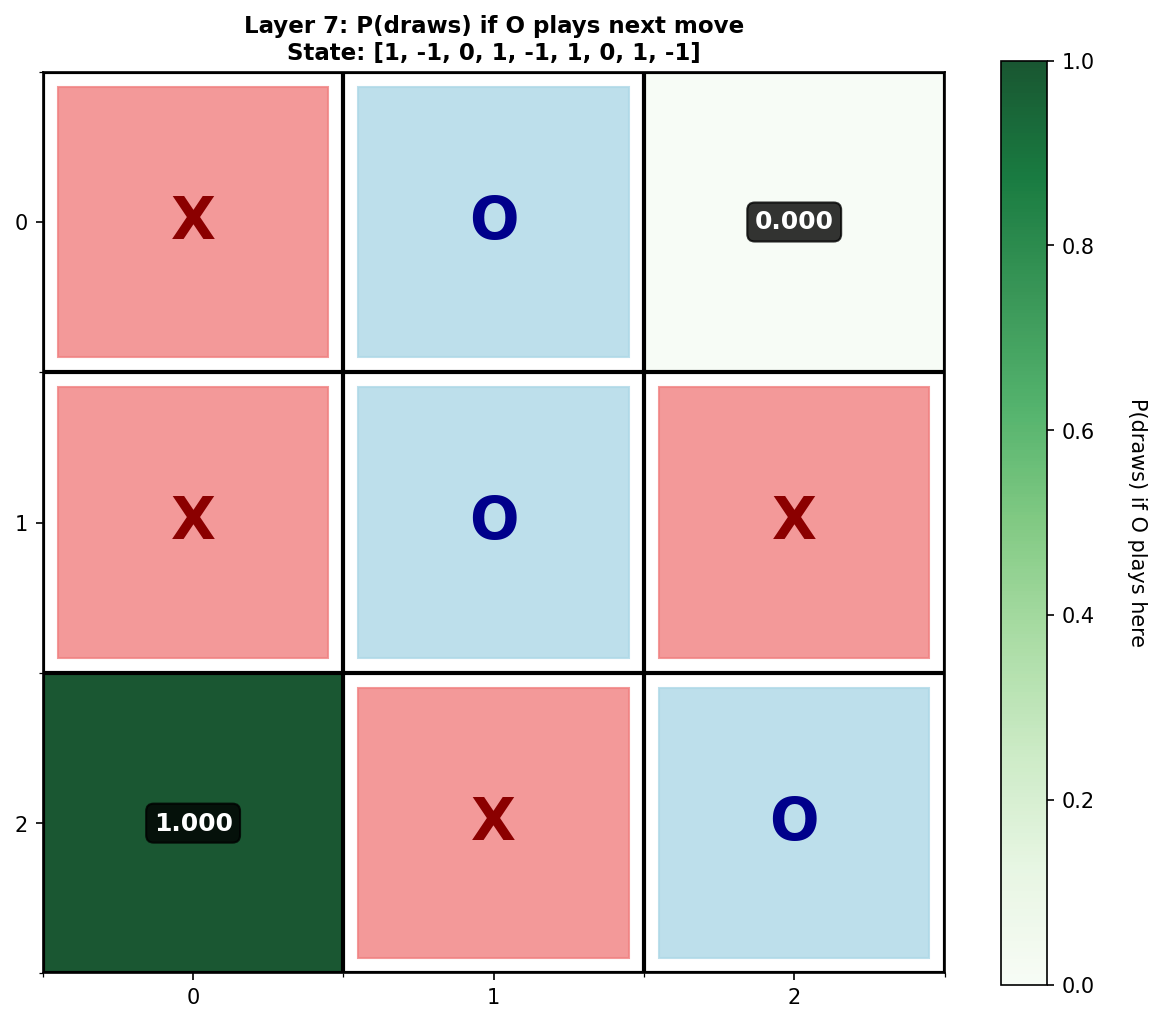 Layer 7: P(draws) if O plays next move
State: [1, -1, 0, 1, -1, 1, 0, 1, -1]
X O 0.000
X O X
1.000 X O
0
1
2
0 1 2
1.0
0.8
0.6
0.4
0.2
0.0
P(draws) if O plays here